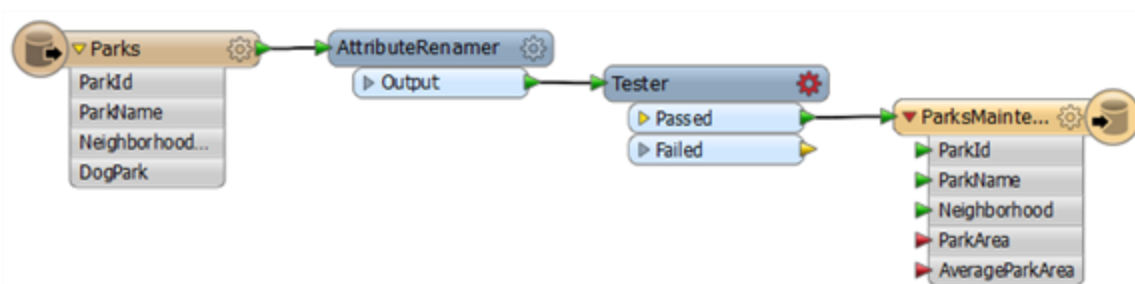 Parks
ParkId
ParkName
Neighborhood...
DogPark
AttributeRenamer
Output
Tester
Passed
Failed
ParksMainte...
ParkId
ParkName
Neighborhood
ParkArea
AverageParkArea